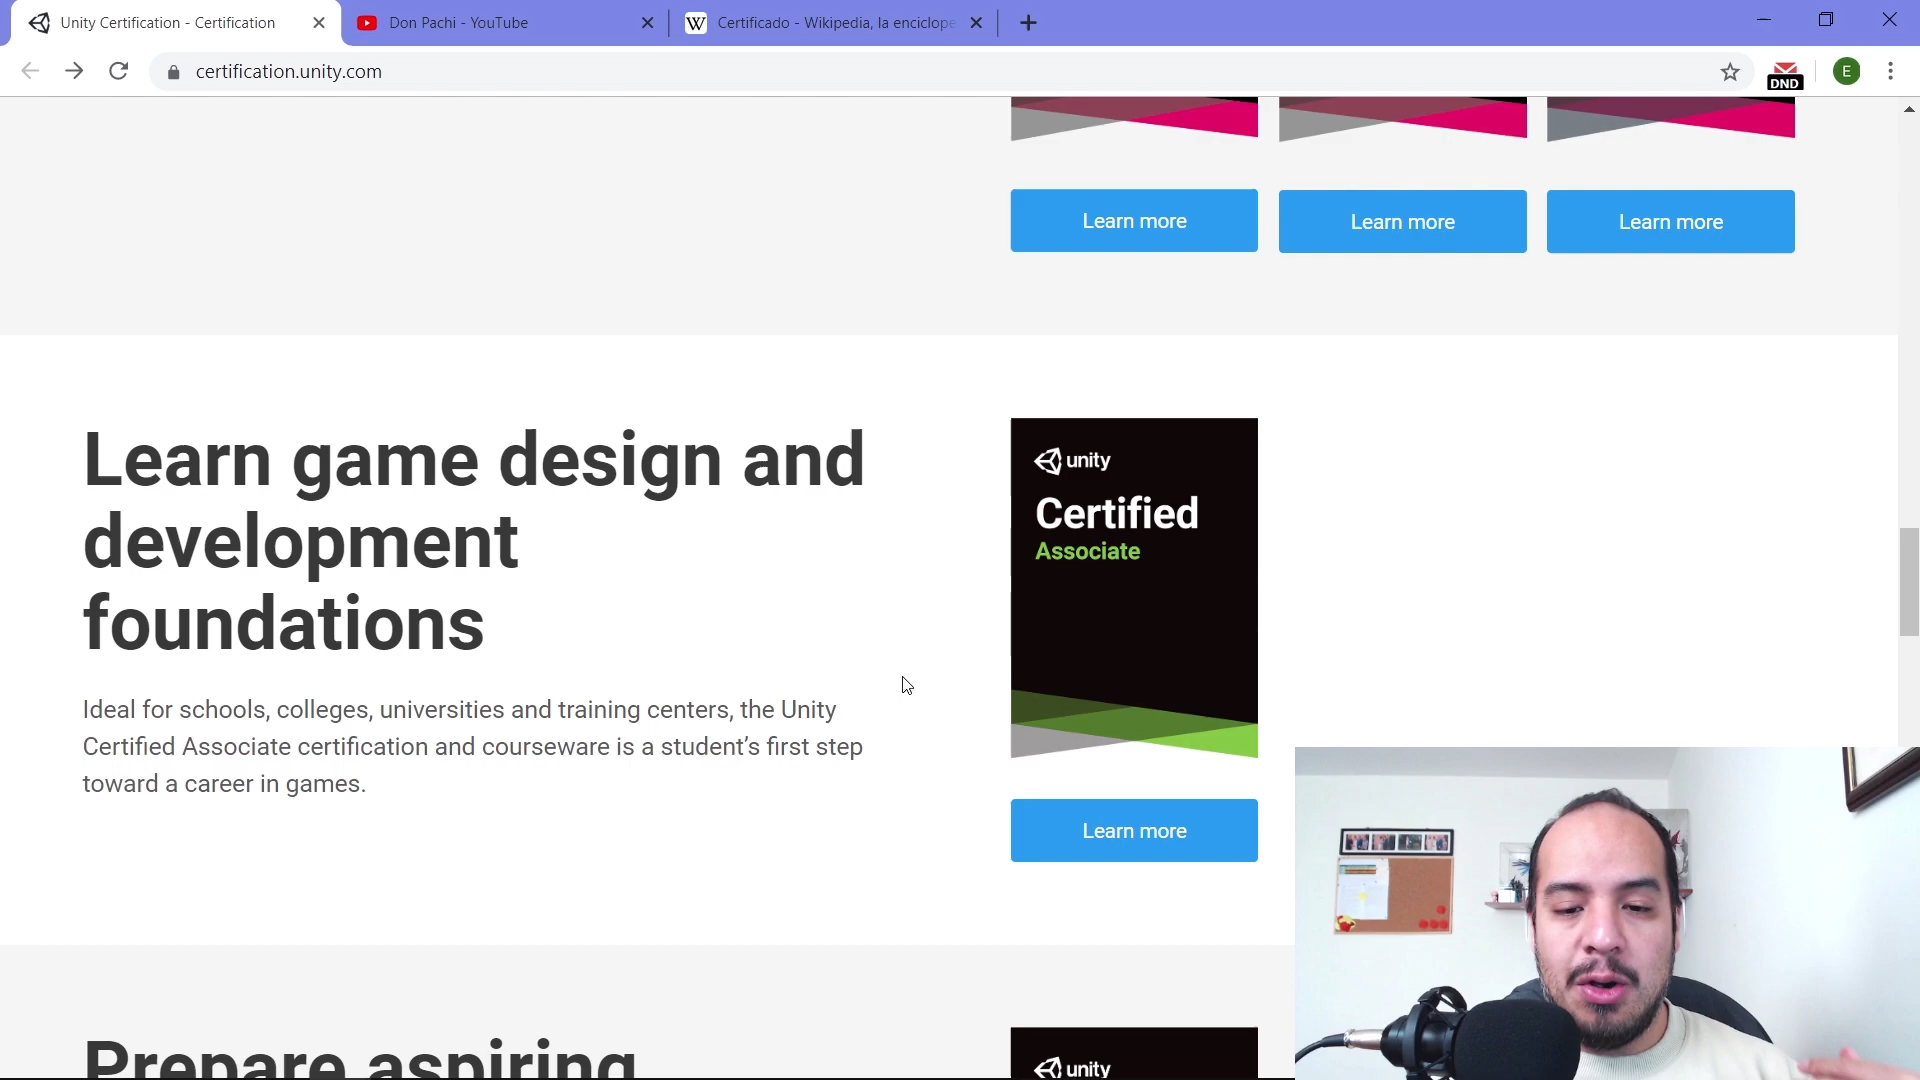 Unity Certification - Certification
Don Pachi - YouTube
W
Certificado - Wikipedia, la enciclope
certification.unity.com
DND
E
Learn more
Learn more
Learn more
Learn game design and
development
foundations
Ideal for schools, colleges, universities and training centers, the Unity
Certified Associate certification and courseware is a student’s first step
toward a career in games.
unity
Certified
Associate
Learn more
Prepare aspiring
unity